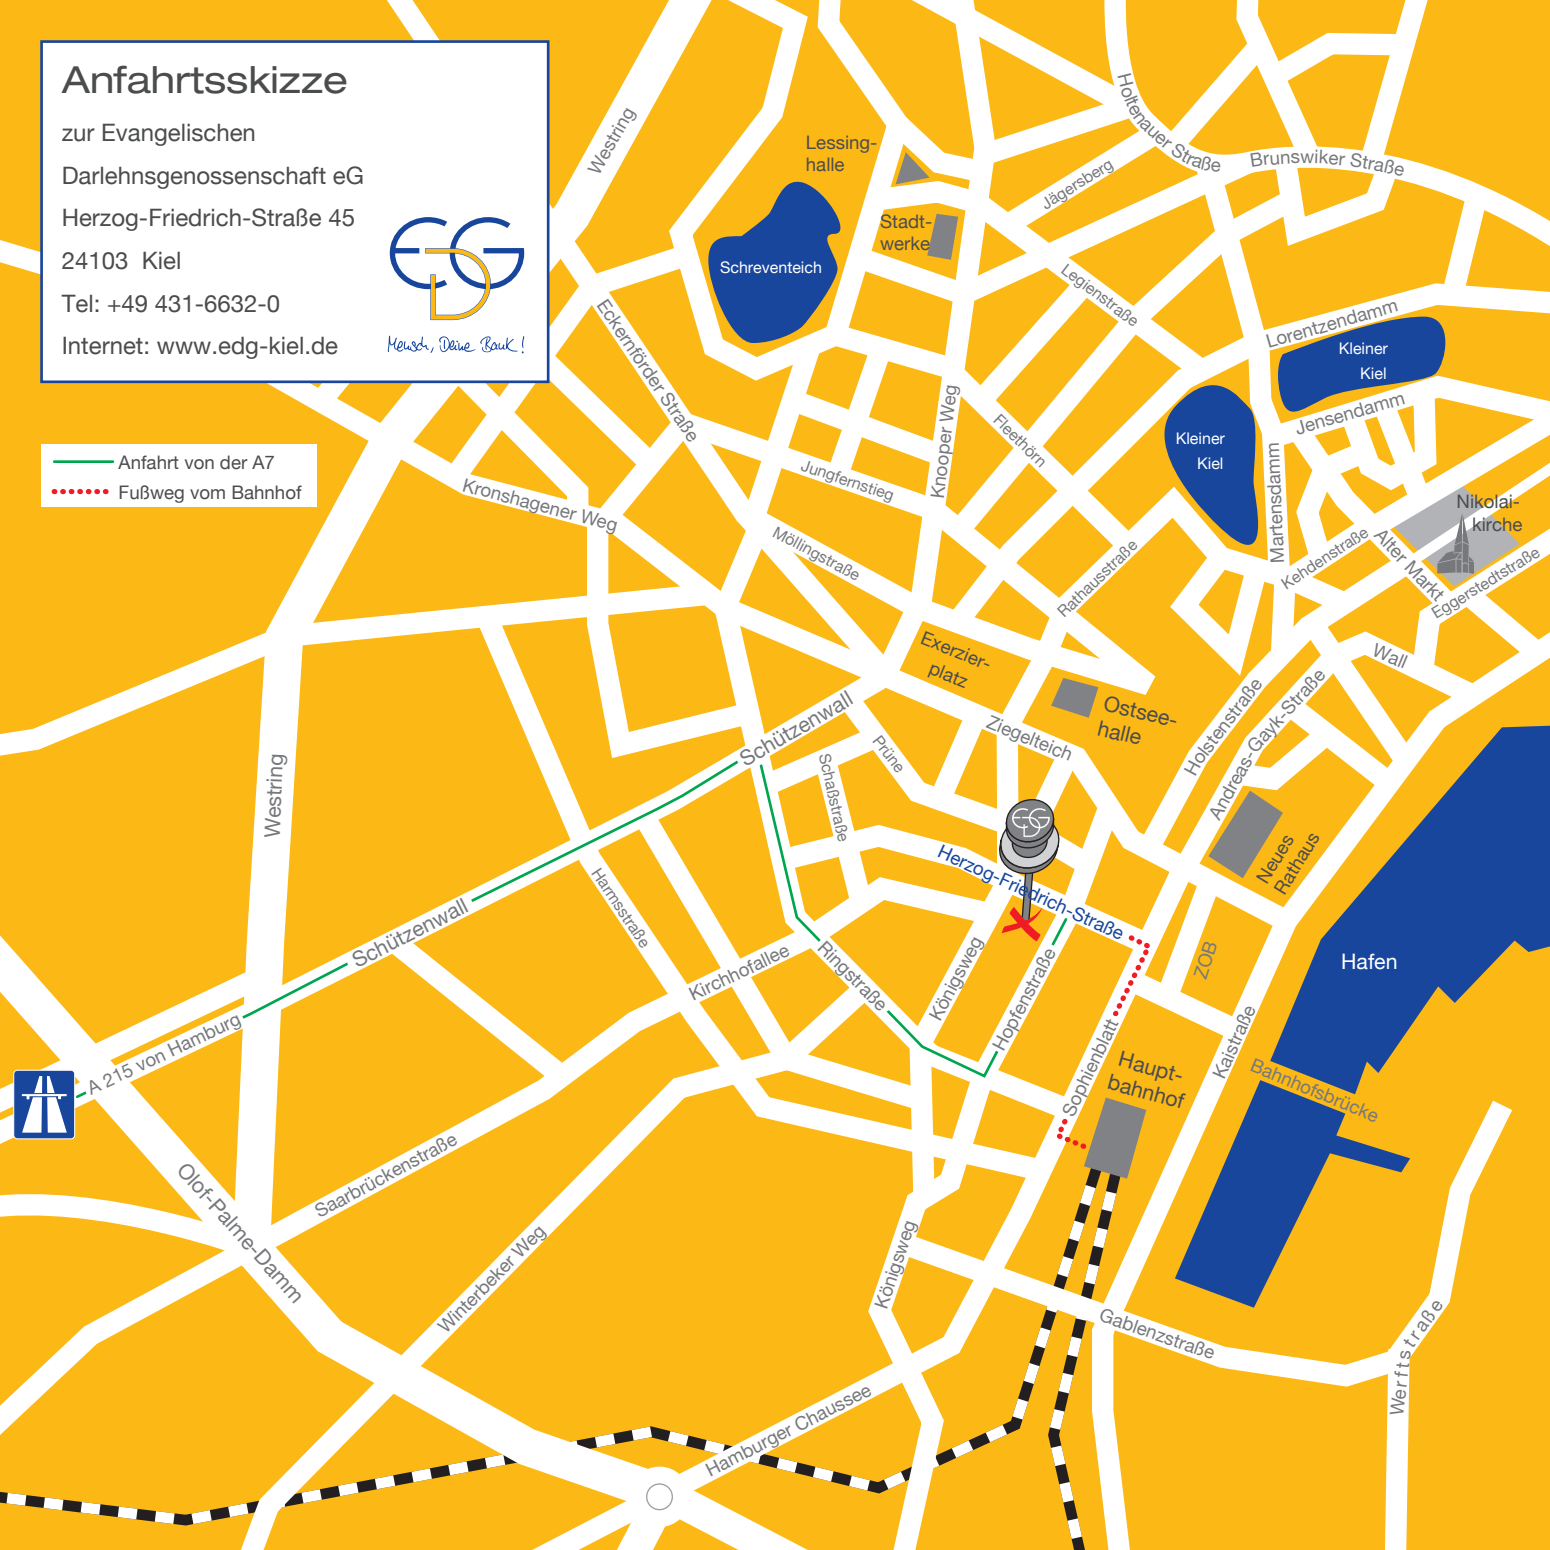 Anfahrtsskizze
zur Evangelischen
Darlehnsgenossenschaft eG
Herzog-Friedrich-Straße 45
24103 Kiel
Tel: +49 431-6632-0
Internet: www.edg-kiel.de
EDG
Mensch, Deine Bank!
Anfahrt von der A7
Fußweg vom Bahnhof
Westring
Lessing-
halle
Stadt-
werke
Schreventeich
Holtenauer Straße
Brunswiker Straße
Jägersberg
Legienstraße
Lorentzendamm
Kleiner
Kiel
Jensendamm
Kleiner
Kiel
Eckernförder Straße
Knooper Weg
Fleethörn
Jungfernstieg
Kronshagener Weg
Möllingstraße
Rathausstraße
Martensdamm
Kehdenstraße
Nikolai-
kirche
Alter Markt
Eggerstedtstraße
Wall
Exerzier-
platz
Ostsee-
halle
Ziegelteich
Holstenstraße
Andreas-Gayk-Straße
Schützenwall
Prüne
Schaßstraße
Westring
EDG
Herzog-Friedrich-Straße
Neues
Rathaus
Harmsstraße
Schützenwall
Kirchhofallee
Ringstraße
Königsweg
Hopfenstraße
Sophienblatt
ZOB
Hafen
Kaistraße
Bahnhofsbrücke
Haupt-
bahnhof
A 215 von Hamburg
Saarbrückenstraße
Olof-Palme-Damm
Winterbeker Weg
Königsweg
Gablenzstraße
Werftstraße
Hamburger Chaussee